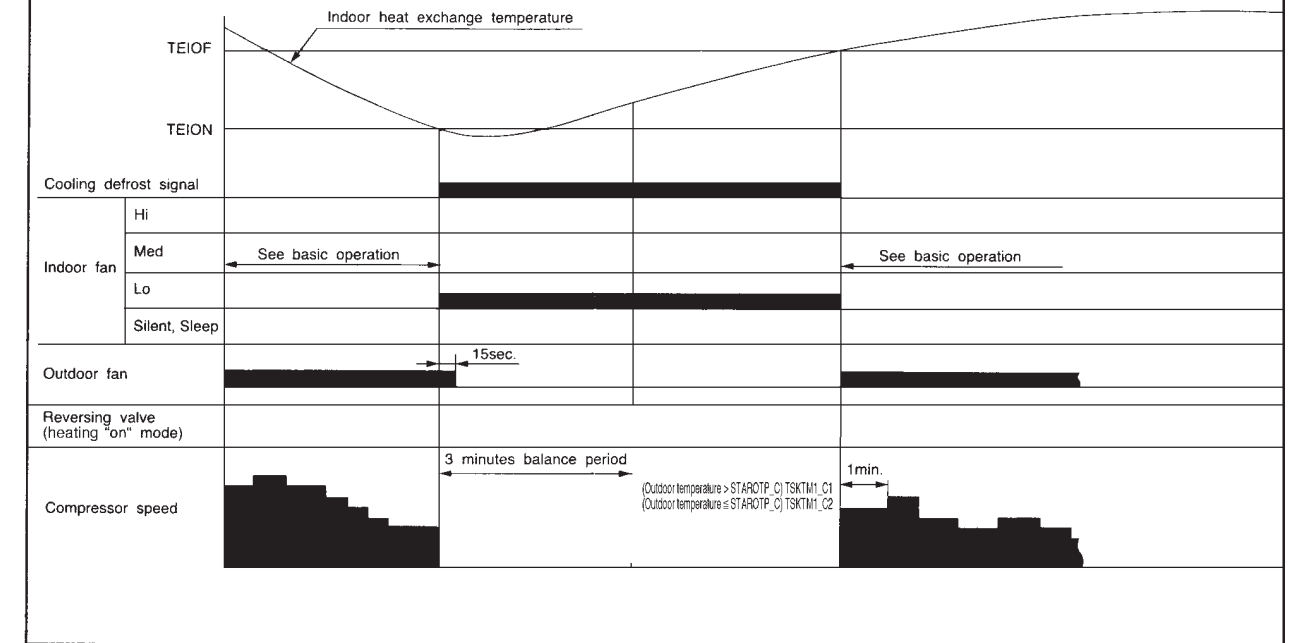 Indoor heat exchange temperature
TEIOF
TEION
Cooling defrost signal
Hi
Med
See basic operation
See basic operation
Indoor fan
Lo
Silent, Sleep
15sec.
Outdoor fan
Reversing valve
(heating "on" mode)
3 minutes balance period
1min.
(Outdoor temperature > STAROTP_C) TSKTM1_C1
(Outdoor temperature ≦ STAROTP_C) TSKTM1_C2
Compressor speed